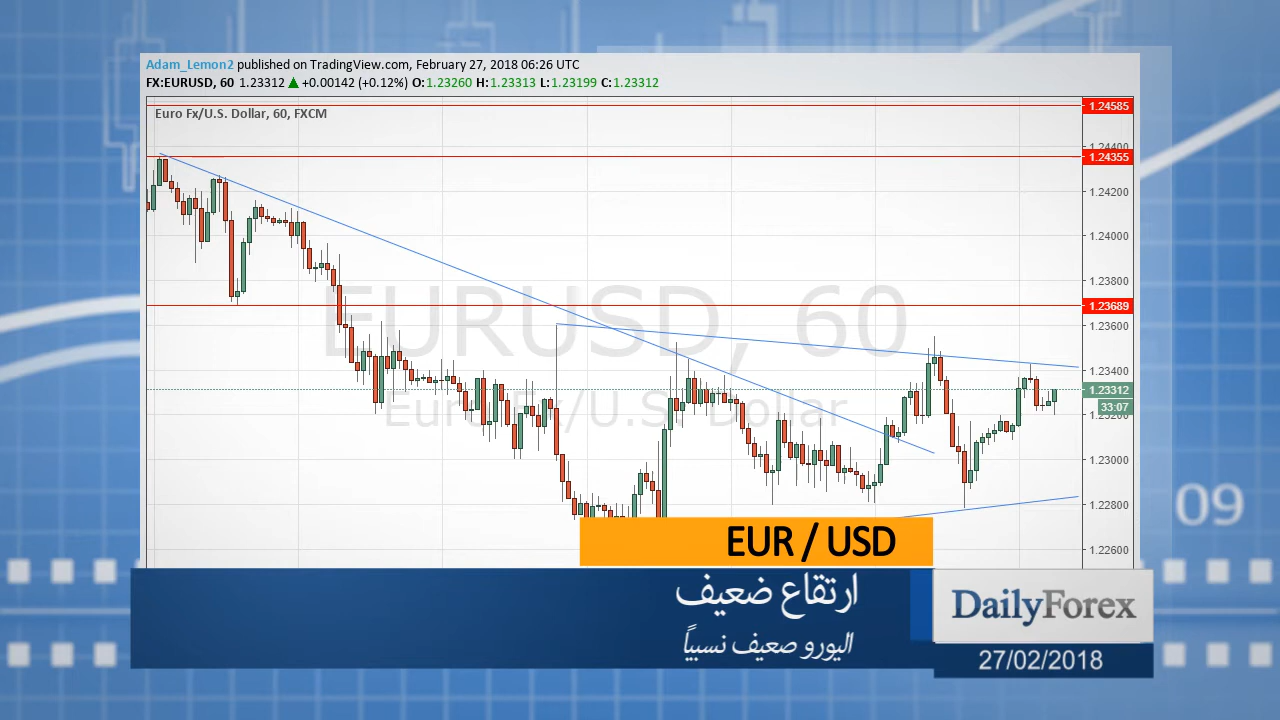 Adam_Lemon2 published on TradingView.com, February 27, 2018 06:26 UTC
FX:EURUSD, 60 1.23312 ▲ +0.00142 (+0.12%) O:1.23260 H:1.23313 L:1.23199 C:1.23312
Euro Fx/U.S. Dollar, 60, FXCM
1.24585
1.24400
1.24355
1.24200
1.24000
1.23800
1.23689
1.23600
EURUSD, 60
1.23400
1.23312
33:07
1.23200
Euro Fx/U.S. Dollar
1.23000
1.22800
09
1.22600
EUR / USD
ارتقاع ضعيف
اليورو صعيف نسبياً
DailyForex
27/02/2018